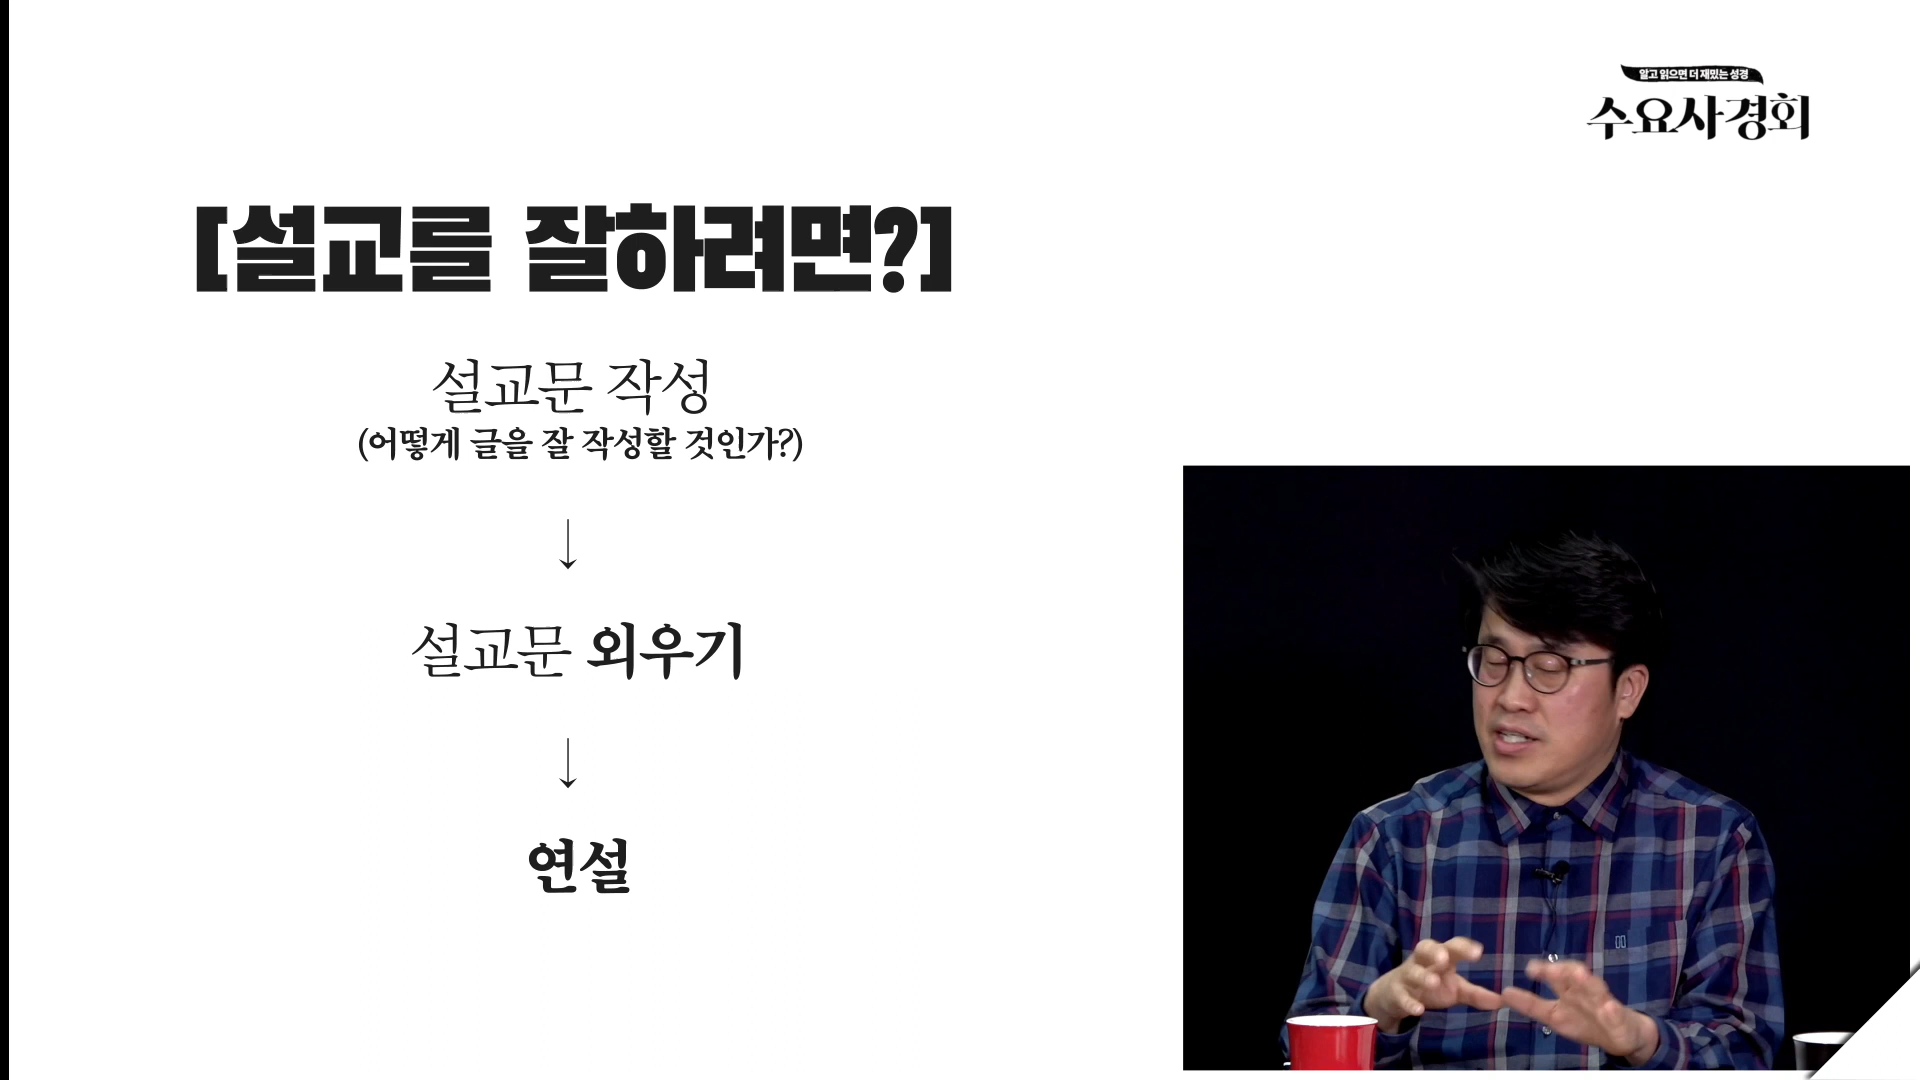 알고 읽으면 더 재밌는 성경
수요사경회
[설교를 잘하려면?]
설교문 작성
(어떻게 글을 잘 작성할 것인가?)
↓
설교문 외우기
↓
연설